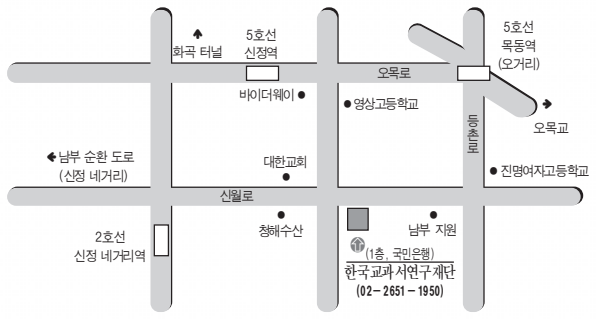 화곡 터널
5호선
신정역
5호선
목동역
(오거리)
오목로
바이더웨이
영상고등학교
등촌로
오목교
남부 순환 도로
(신정 네거리)
대한교회
진명여자고등학교
신월로
2호선
신정 네거리역
청해수산
남부 지원
(1층, 국민은행)
한국교과서연구재단
(02-2651-1950)